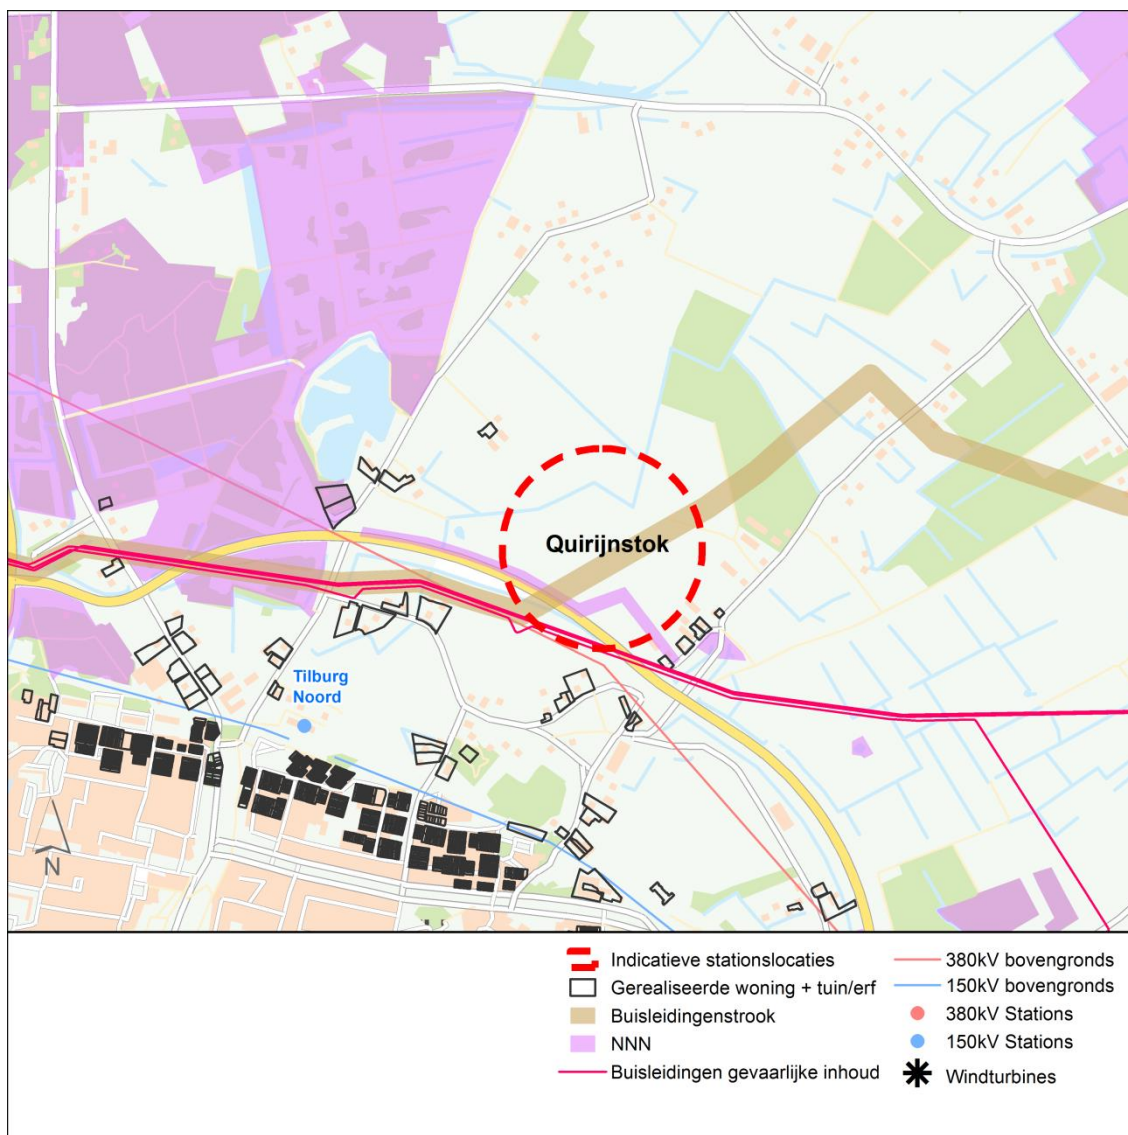 Quirijnstok
Tilburg
Noord
N
Indicatieve stationslocaties
Gerealiseerde woning + tuin/erf
Buisleidingenstrook
NNN
Buisleidingen gevaarlijke inhoud
380kV bovengronds
150kV bovengronds
380kV Stations
150kV Stations
Windturbines